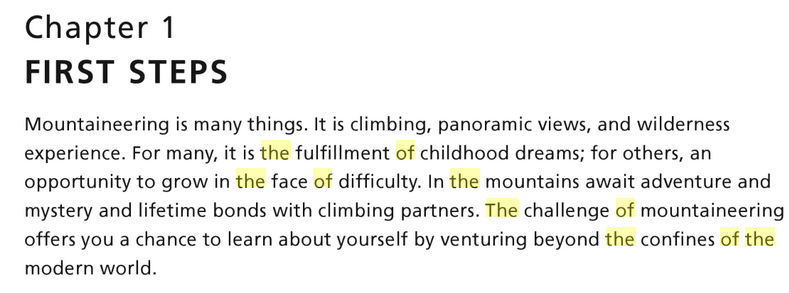 Chapter 1
FIRST STEPS
Mountaineering is many things. It is climbing, panoramic views, and wilderness
experience. For many, it is the fulfillment of childhood dreams; for others, an
opportunity to grow in the face of difficulty. In the mountains await adventure and
mystery and lifetime bonds with climbing partners. The challenge of mountaineering
offers you a chance to learn about yourself by venturing beyond the confines of the
modern world.